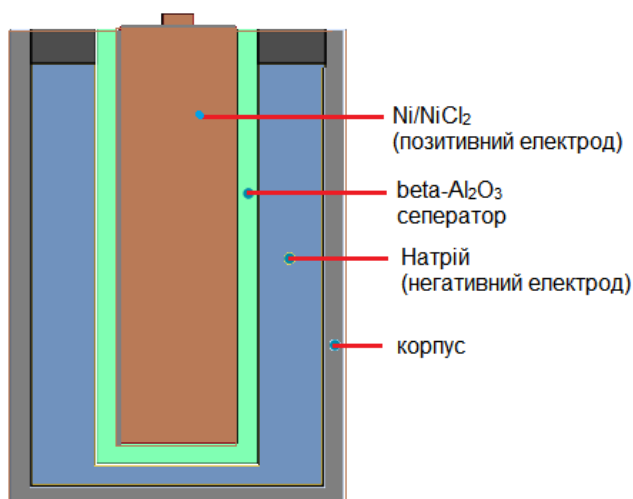 Ni/NiCl₂
(позитивний електрод)
beta-Al₂O₃
сеператор
Натрій
(негативний електрод)
корпус